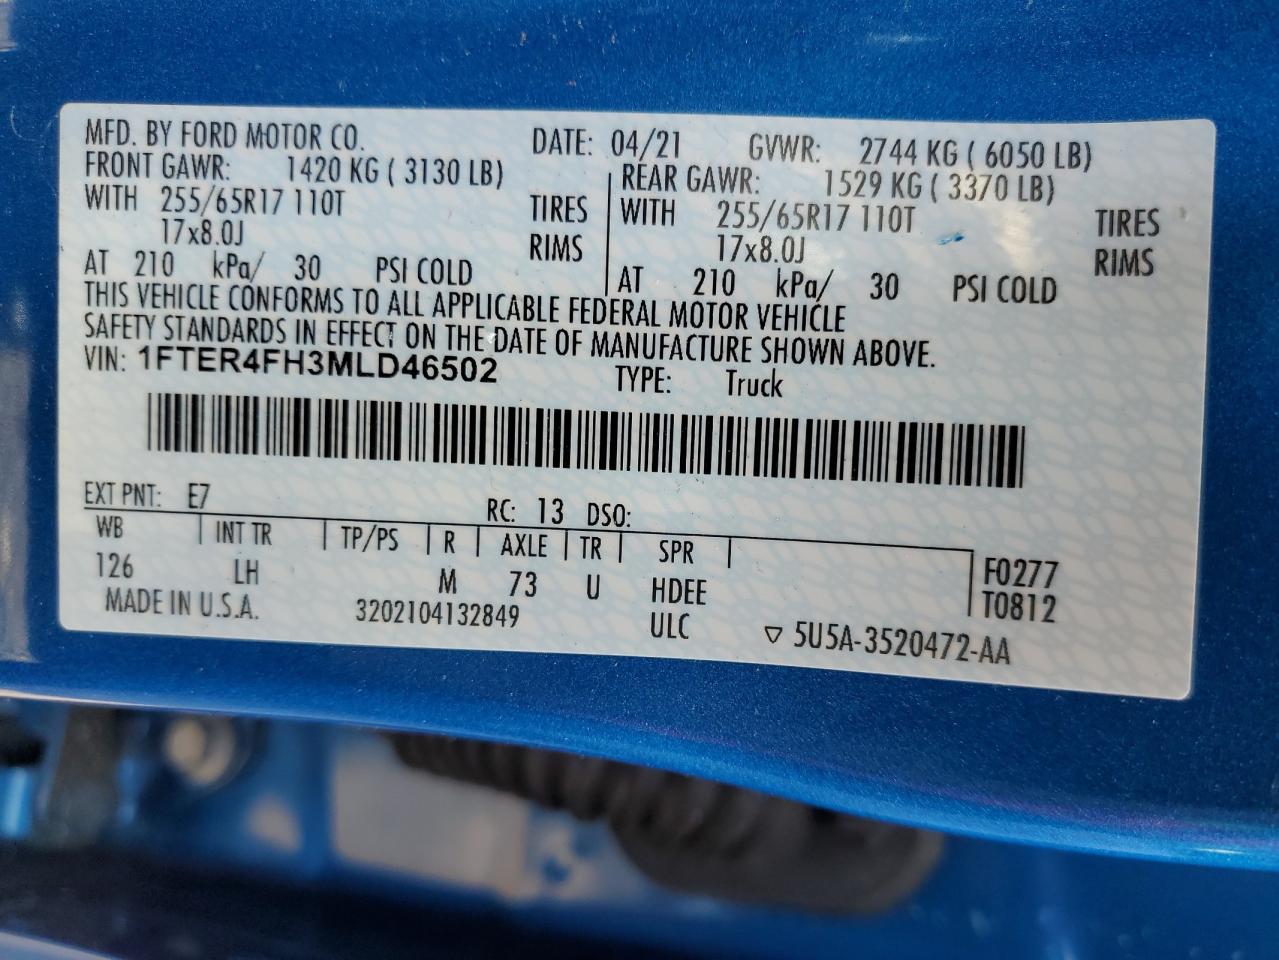 MFD. BY FORD MOTOR CO. DATE: 04/21 GVWR: 2744 KG ( 6050 LB)
FRONT GAWR: 1420 KG ( 3130 LB) REAR GAWR: 1529 KG ( 3370 LB)
WITH 255/65R17 110T TIRES WITH 255/65R17 110T TIRES
17x8.0J RIMS 17x8.0J RIMS
AT 210 kPa/ 30 PSI COLD AT 210 kPa/ 30 PSI COLD
THIS VEHICLE CONFORMS TO ALL APPLICABLE FEDERAL MOTOR VEHICLE
SAFETY STANDARDS IN EFFECT ON THE DATE OF MANUFACTURE SHOWN ABOVE.
VIN: 1FTER4FH3MLD46502 TYPE: Truck
EXT PNT: E7 RC: 13 DSO:
WB INT TR TP/PS R AXLE TR SPR
126 LH M 73 U HDEE F0277
ULC T0812
MADE IN U.S.A. 3202104132849 ▽ 5U5A-3520472-AA